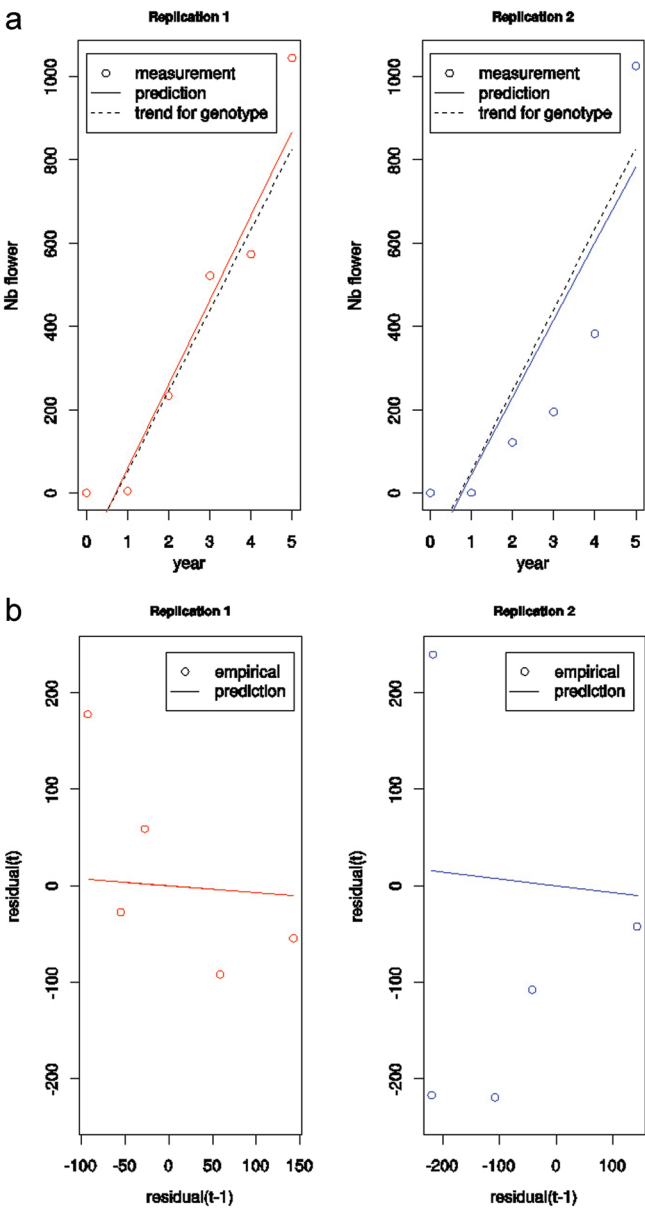 a
Replication 1
Replication 2
measurement
prediction
trend for genotype
measurement
prediction
trend for genotype
Nb flower
0
200
400
600
800
1000
0 1 2 3 4 5
year
Nb flower
0
200
400
600
800
1000
0 1 2 3 4 5
year
b
Replication 1
Replication 2
empirical
prediction
empirical
prediction
residual(t)
-200
-100
0
100
200
-100 -50 0 50 100 150
residual(t-1)
residual(t)
-200
-100
0
100
200
-200 -100 0 100
residual(t-1)